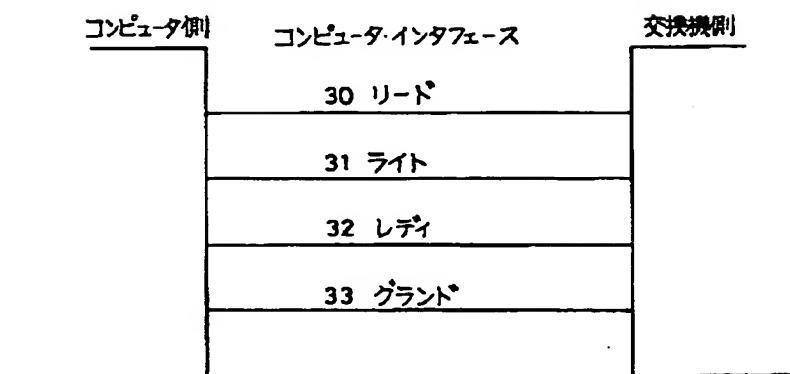 コンピュータ側
コンピュータ・インタフェース
交換機側
30 リード
31 ライト
32 レディ
33 グランド